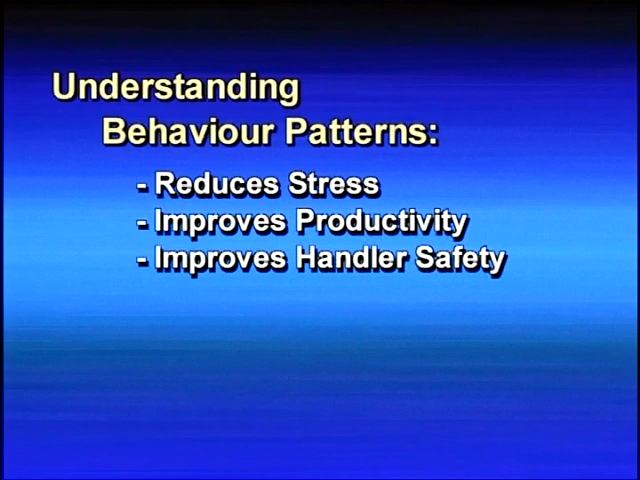 Understanding
Behaviour Patterns:
- Reduces Stress
- Improves Productivity
- Improves Handler Safety